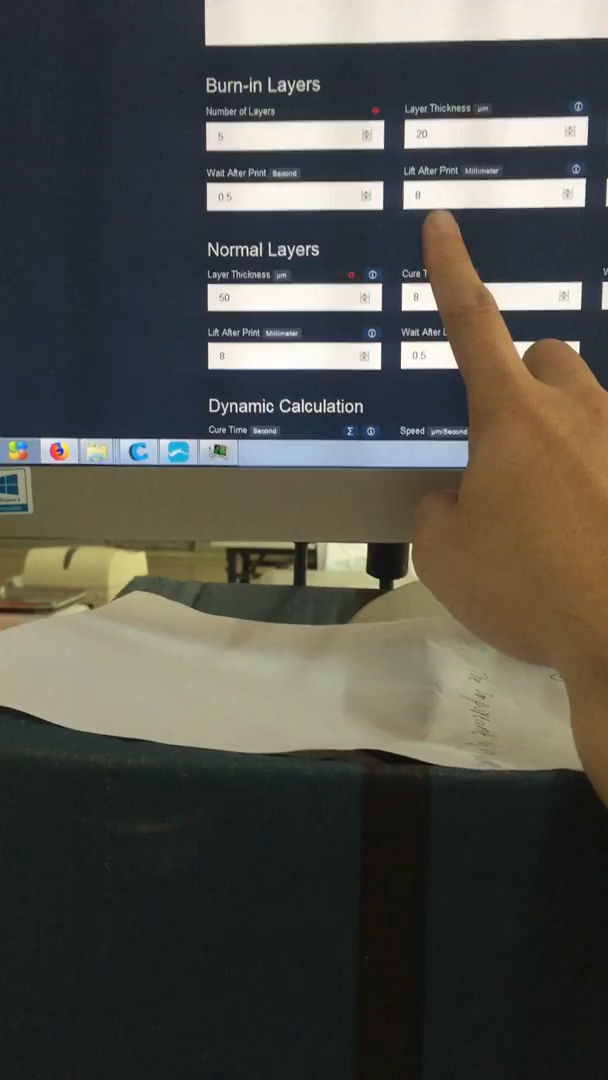 Burn-in Layers
Number of Layers
Layer Thickness µm
5
20
Wait After Print Second
Lift After Print Millimeter
0.5
8
Normal Layers
Layer Thickness µm
Cure T
50
8
Lift After Print Millimeter
Wait After L
8
0.5
Dynamic Calculation
Cure Time Second
Speed µm/Second